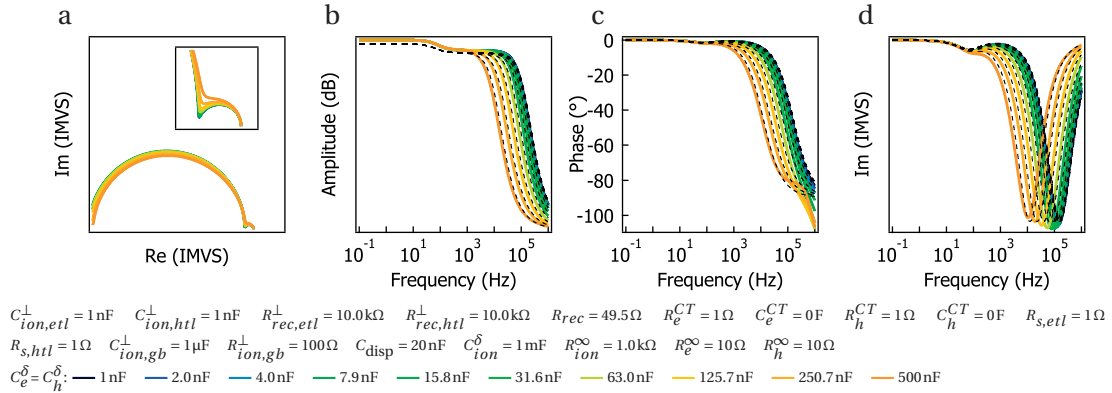 a b c d
Im (IMVS)
Re (IMVS)
Amplitude (dB)
10^-1 10^1 10^3 10^5
Frequency (Hz)
Phase (°)
0
-20
-40
-60
-80
-100
10^-1 10^1 10^3 10^5
Frequency (Hz)
Im (IMVS)
10^-1 10^1 10^3 10^5
Frequency (Hz)
C^⊥_ion,etl = 1 nF C^⊥_ion,htl = 1 nF R^⊥_rec,etl = 10.0 kΩ R^⊥_rec,htl = 10.0 kΩ R_rec = 49.5 Ω R^CT_e = 1 Ω C^CT_e = 0 F R^CT_h = 1 Ω C^CT_h = 0 F R_s,etl = 1 Ω
R_s,htl = 1 Ω C^⊥_ion,gb = 1 μF R^⊥_ion,gb = 100 Ω C_disp = 20 nF C^δ_ion = 1 mF R^∞_ion = 1.0 kΩ R^∞_e = 10 Ω R^∞_h = 10 Ω
C^δ_e = C^δ_h: 1 nF 2.0 nF 4.0 nF 7.9 nF 15.8 nF 31.6 nF 63.0 nF 125.7 nF 250.7 nF 500 nF